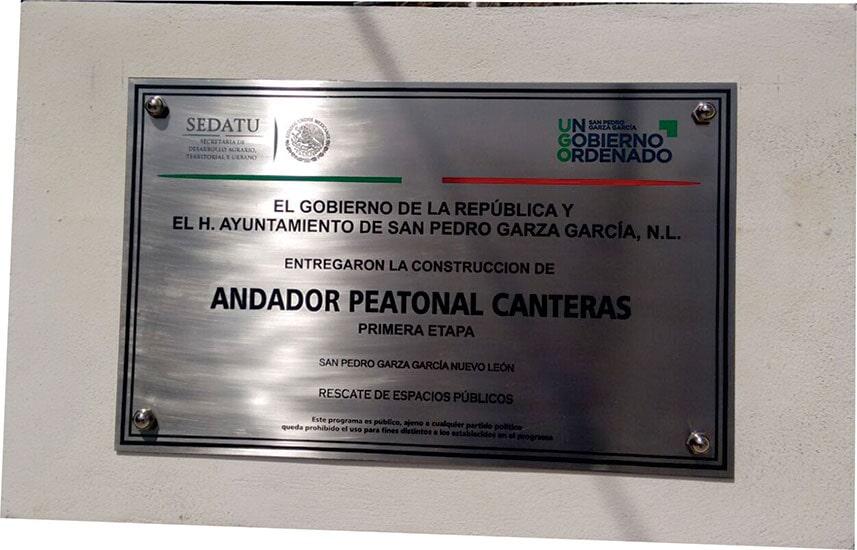 SEDATU
SECRETARÍA DE
DESARROLLO AGRARIO,
TERRITORIAL Y URBANO
ESTADOS UNIDOS MEXICANOS
SAN PEDRO
GARZA GARCÍA
UN
GOBIERNO
ORDENADO
EL GOBIERNO DE LA REPÚBLICA Y
EL H. AYUNTAMIENTO DE SAN PEDRO GARZA GARCÍA, N.L.
ENTREGARON LA CONSTRUCCION DE
ANDADOR PEATONAL CANTERAS
PRIMERA ETAPA
SAN PEDRO GARZA GARCÍA NUEVO LEÓN
RESCATE DE ESPACIOS PÚBLICOS
Este programa es público, ajeno a cualquier partido político
queda prohibido el uso para fines distintos a los establecidos en el programa